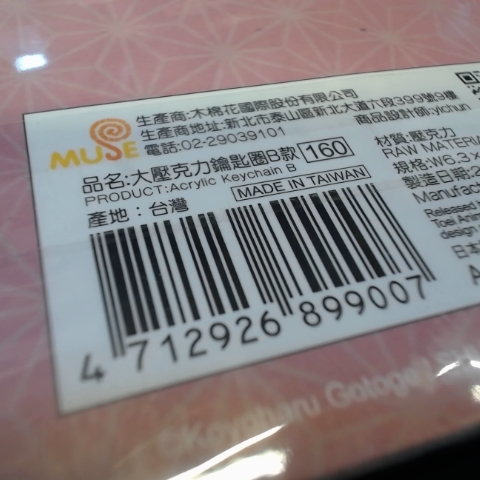 MUSE
生產商:木棉花國際股份有限公司
生產商地址:新北市泰山區新北大道六段399號9樓
電話:02-29039101
商品設計師:yichun
品名:大壓克力鑰匙圈B款 160
PRODUCT:Acrylic Keychain B
MADE IN TAIWAN
產地:台灣
材質:壓克力
RAW MATERI
規格:W6.3×
製造日期:2
Manufac
Released
Toei Anim
design
日本
4 712926 899007
©Koyoharu Gotoge